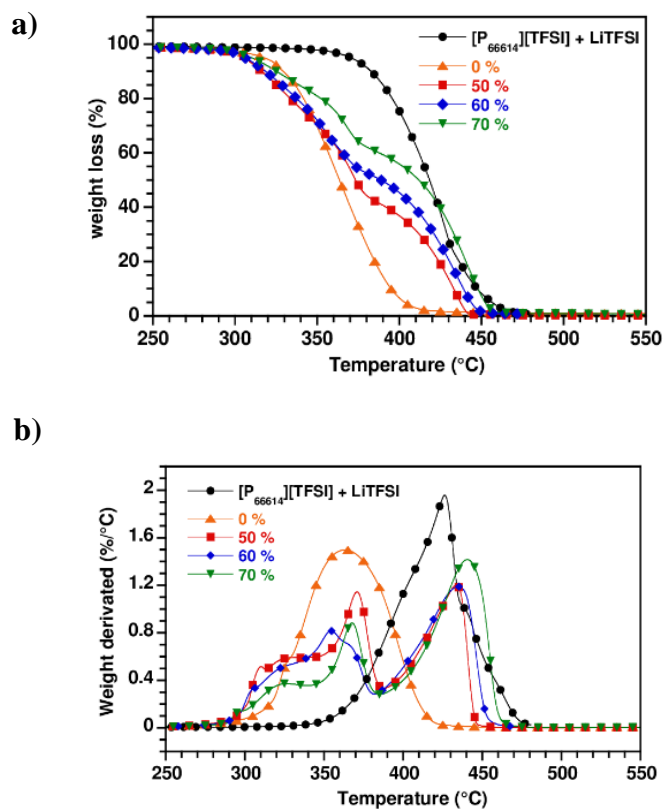 a)
[P66614][TFSI] + LiTFSI
0 %
50 %
60 %
70 %
weight loss (%)
100
80
60
40
20
0
250 300 350 400 450 500 550
Temperature (°C)
b)
[P66614][TFSI] + LiTFSI
0 %
50 %
60 %
70 %
Weight derivated (%/°C)
2
1.6
1.2
0.8
0.4
0
250 300 350 400 450 500 550
Temperature (°C)